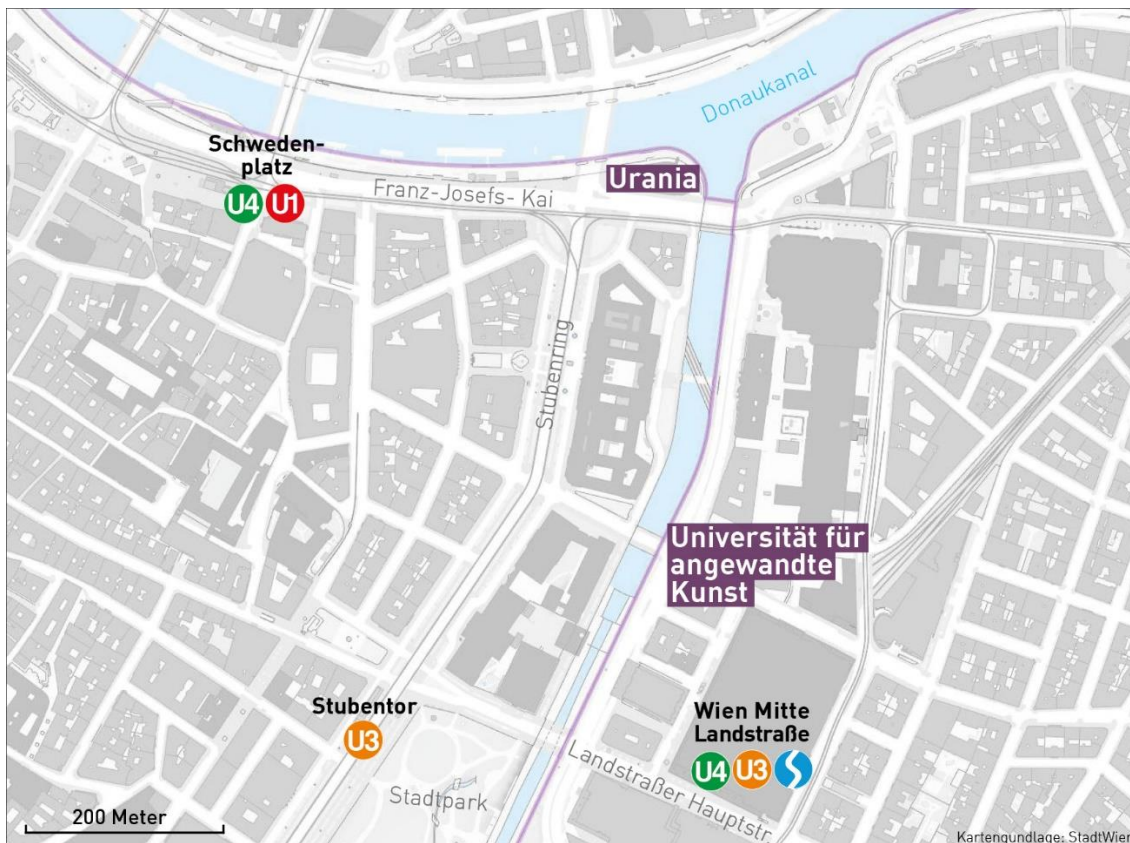 Donaukanal
Schweden-
platz
U4 U1
Urania
Franz-Josefs- Kai
Stubenring
Universität für
angewandte
Kunst
Stubentor
U3
Wien Mitte
Landstraße
U4 U3 S
Landstraßer Hauptstr.
Stadtpark
200 Meter
Kartengundlage: StadtWien